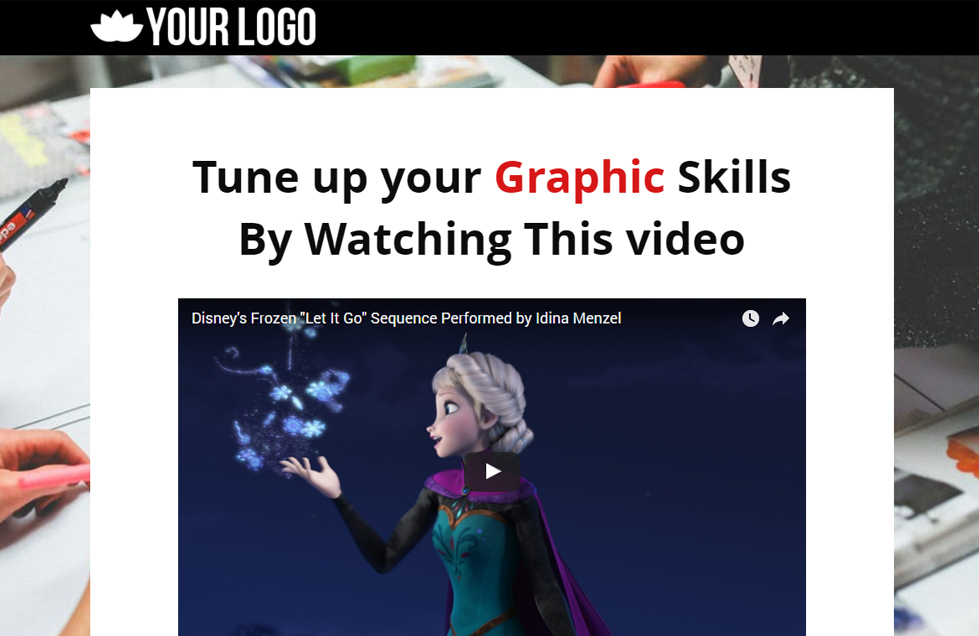 YOUR LOGO
Tune up your Graphic Skills
By Watching This video
Disney's Frozen "Let It Go" Sequence Performed by Idina Menzel